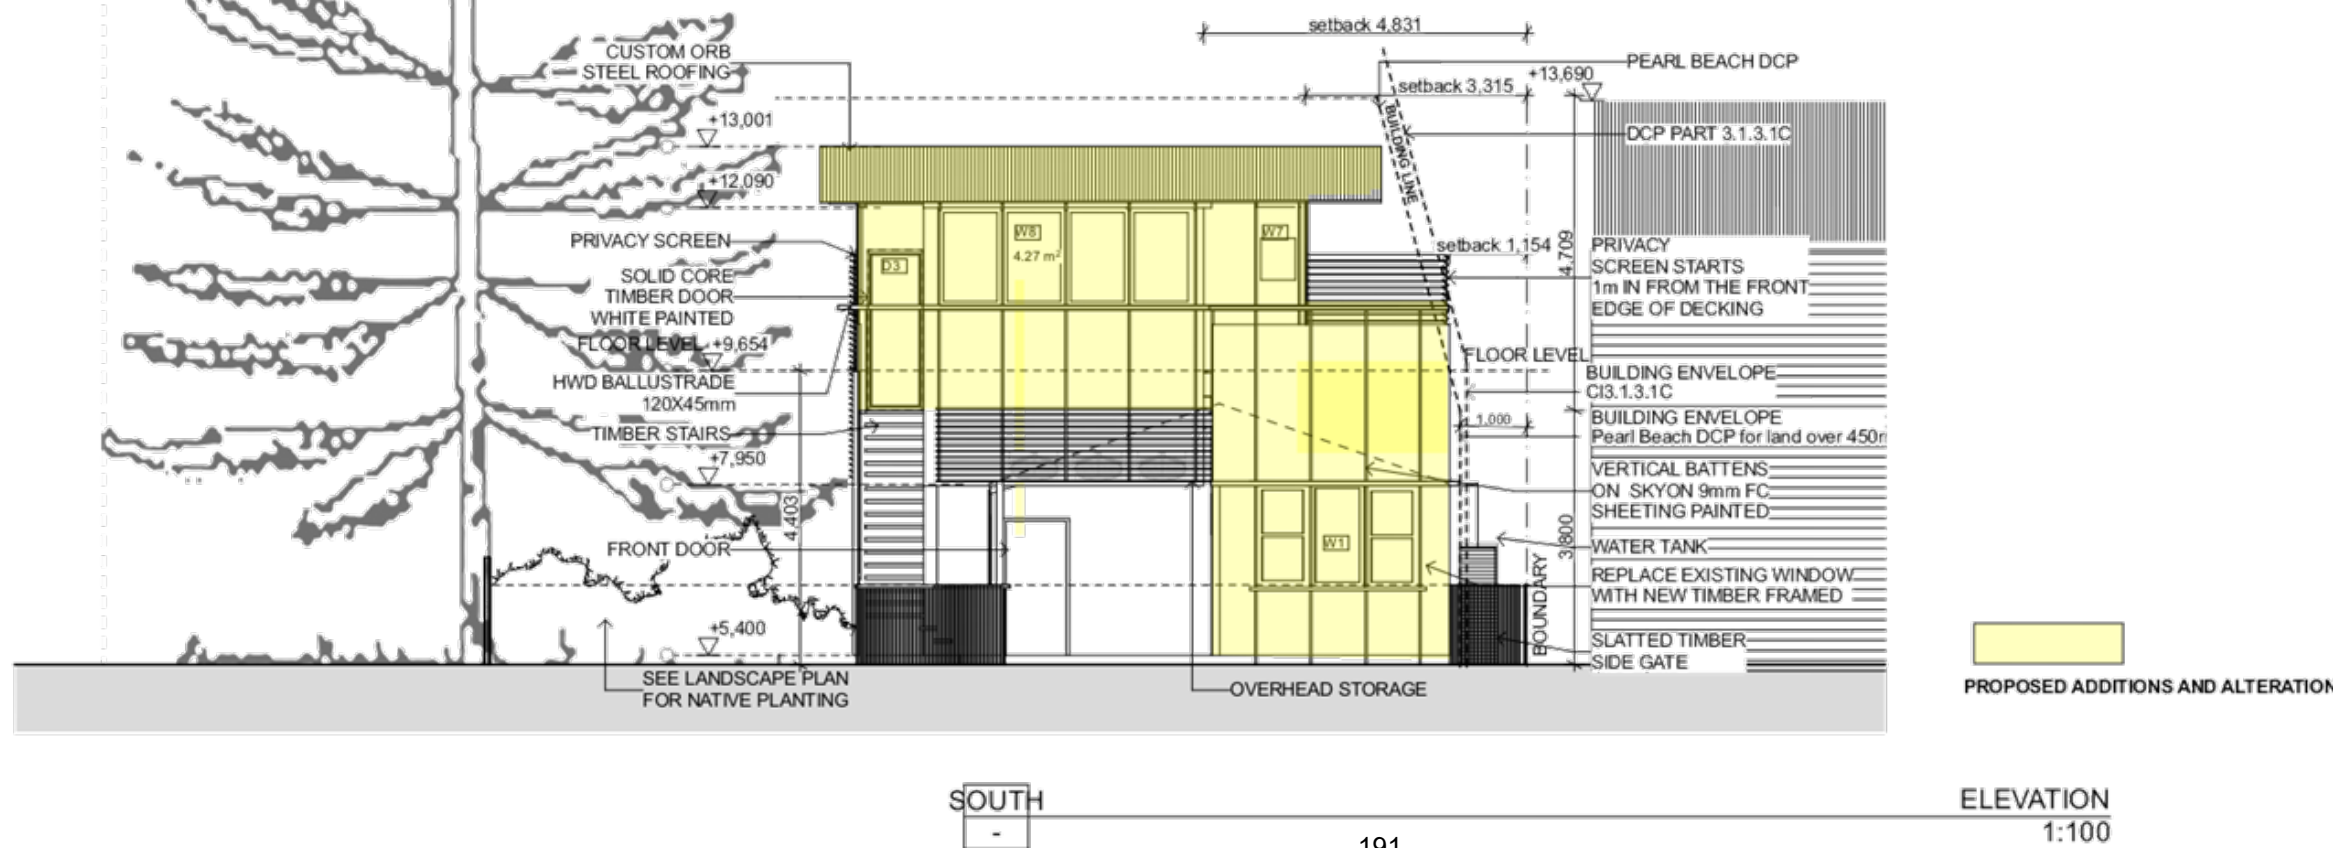 setback 4,831
CUSTOM ORB
STEEL ROOFING
PEARL BEACH DCP
+13,690
setback 3,315
+13,001
BUILDING LINE
DCP PART 3.1.3.1C
+12,090
PRIVACY SCREEN
W8
4.27 m²
W7
D3
setback 1,154
4,709
PRIVACY
SCREEN STARTS
1m IN FROM THE FRONT
EDGE OF DECKING
SOLID CORE
TIMBER DOOR
WHITE PAINTED
FLOOR LEVEL +9,654
FLOOR LEVEL
HWD BALLUSTRADE
120X45mm
BUILDING ENVELOPE
Cl3.1.3.1C
BUILDING ENVELOPE
Pearl Beach DCP for land over
1,000
TIMBER STAIRS
+7,950
VERTICAL BATTENS
ON SKYON 9mm FC
SHEETING PAINTED
4,403
3,800
FRONT DOOR
W1
WATER TANK
REPLACE EXISTING WINDOW
WITH NEW TIMBER FRAMED
BOUNDARY
+5,400
SLATTED TIMBER
SIDE GATE
SEE LANDSCAPE PLAN
FOR NATIVE PLANTING
OVERHEAD STORAGE
PROPOSED ADDITIONS AND ALTERATION
SOUTH
-
ELEVATION
1:100
191